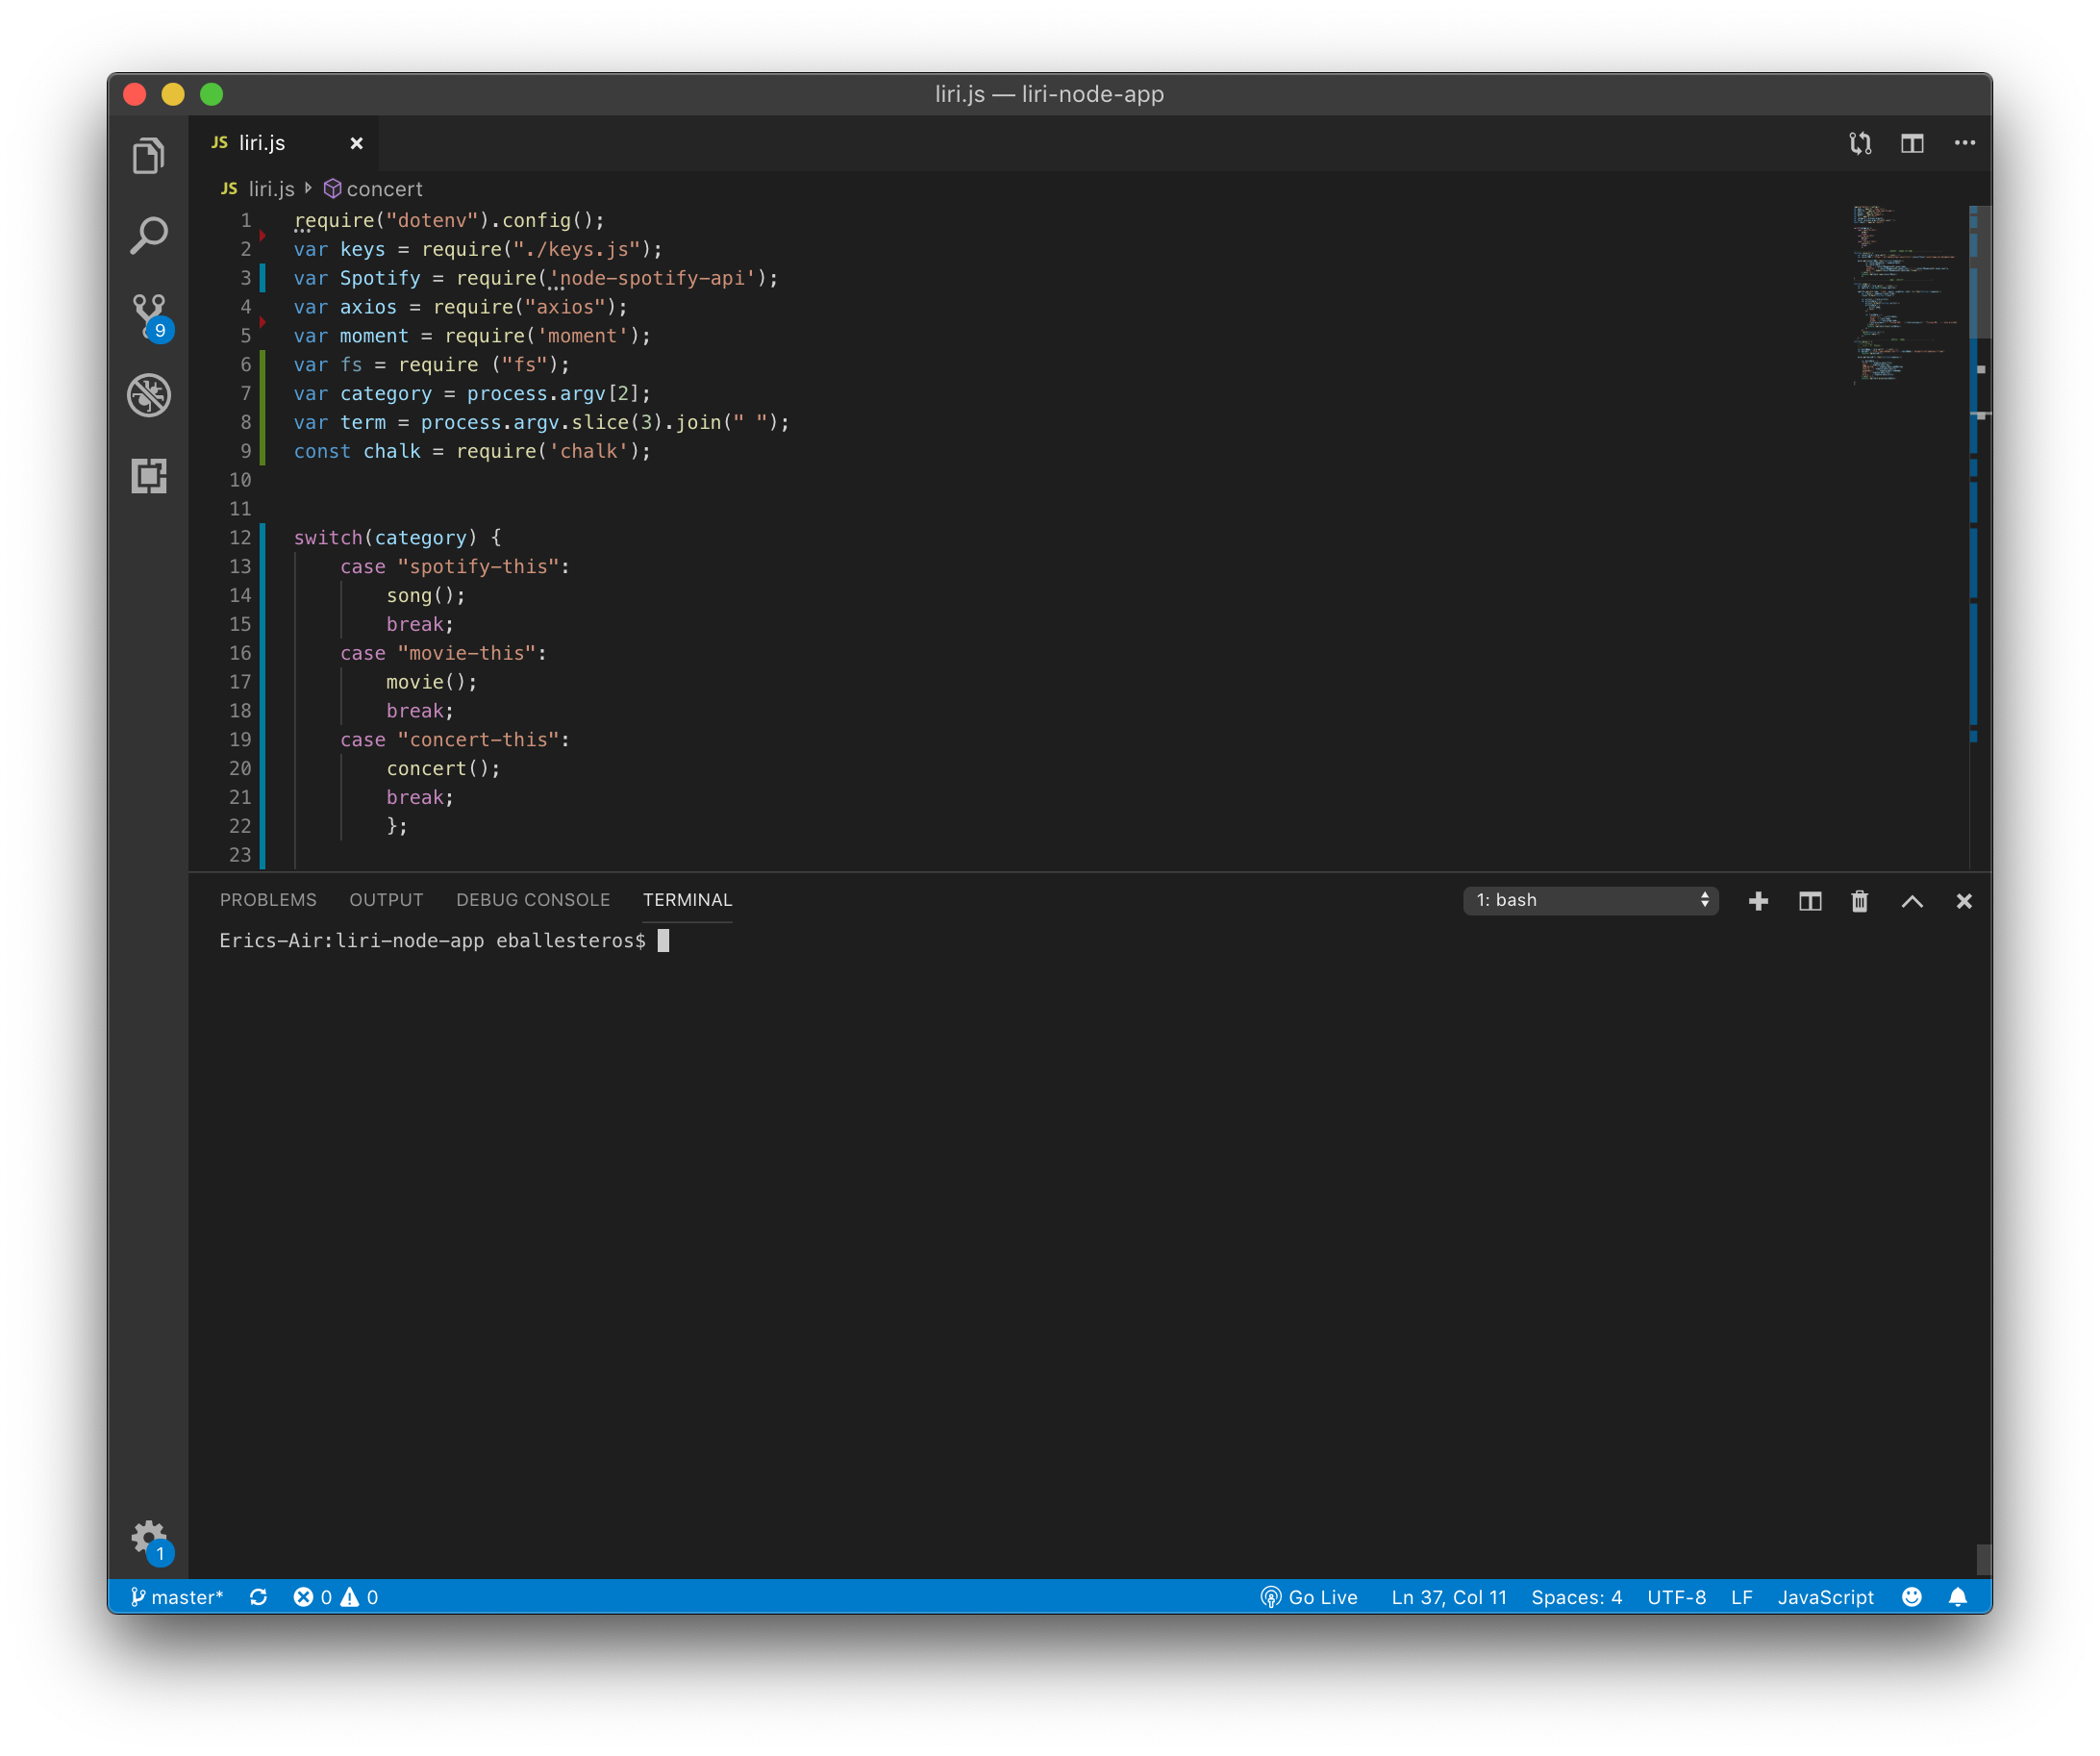 liri.js — liri-node-app
JS liri.js
JS liri.js concert
1 require("dotenv").config();
2 var keys = require("./keys.js");
3 var Spotify = require('node-spotify-api');
4 var axios = require("axios");
5 var moment = require('moment');
6 var fs = require ("fs");
7 var category = process.argv[2];
8 var term = process.argv.slice(3).join(" ");
9 const chalk = require('chalk');
10
11
12 switch(category) {
13 case "spotify-this":
14 song();
15 break;
16 case "movie-this":
17 movie();
18 break;
19 case "concert-this":
20 concert();
21 break;
22 };
23
9
PROBLEMS OUTPUT DEBUG CONSOLE TERMINAL 1: bash
Erics-Air:liri-node-app eballesteros$
1
master* 0 0 Go Live Ln 37, Col 11 Spaces: 4 UTF-8 LF JavaScript